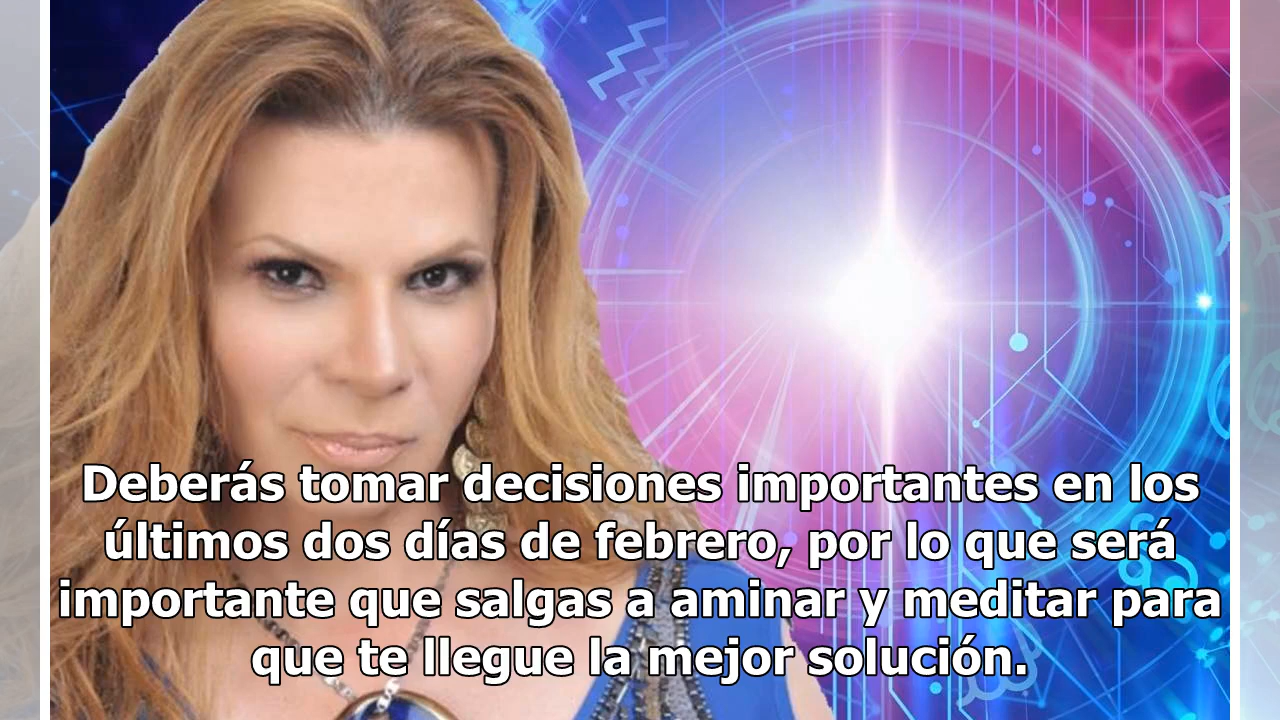 Deberás tomar decisiones importantes en los
últimos dos días de febrero, por lo que será
importante que salgas a aminar y meditar para
que te llegue la mejor solución.